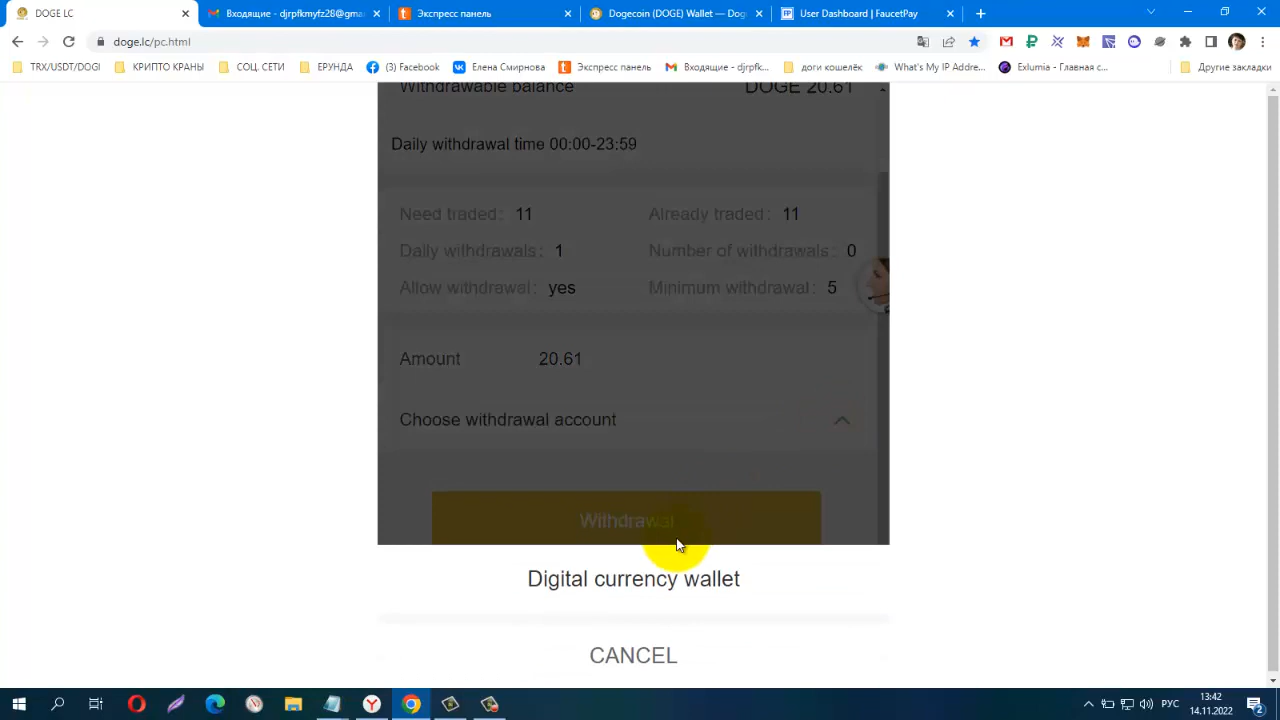 DOGE LC
Входящие - djrpfkmyfz28@gma
Экспресс панель
Dogecoin (DOGE) Wallet — Dog
User Dashboard | FaucetPay
doge.lc/pc.html
TRX/USDT/DOGI
КРИПТО КРАНЫ
СОЦ. СЕТИ
ЕРУНДА
(3) Facebook
Елена Смирнова
Экспресс панель
Входящие - djrpfk...
доги кошелёк
What's My IP Addre...
Exlumia - Главная с...
Другие закладки
Withdrawable balance
DOGE 20.61
Daily withdrawal time 00:00-23:59
Need traded: 11
Already traded: 11
Daily withdrawals: 1
Number of withdrawals: 0
Allow withdrawal: yes
Minimum withdrawal: 5
Amount 20.61
Choose withdrawal account
Withdrawal
Digital currency wallet
CANCEL
РУС
13:42
14.11.2022
2